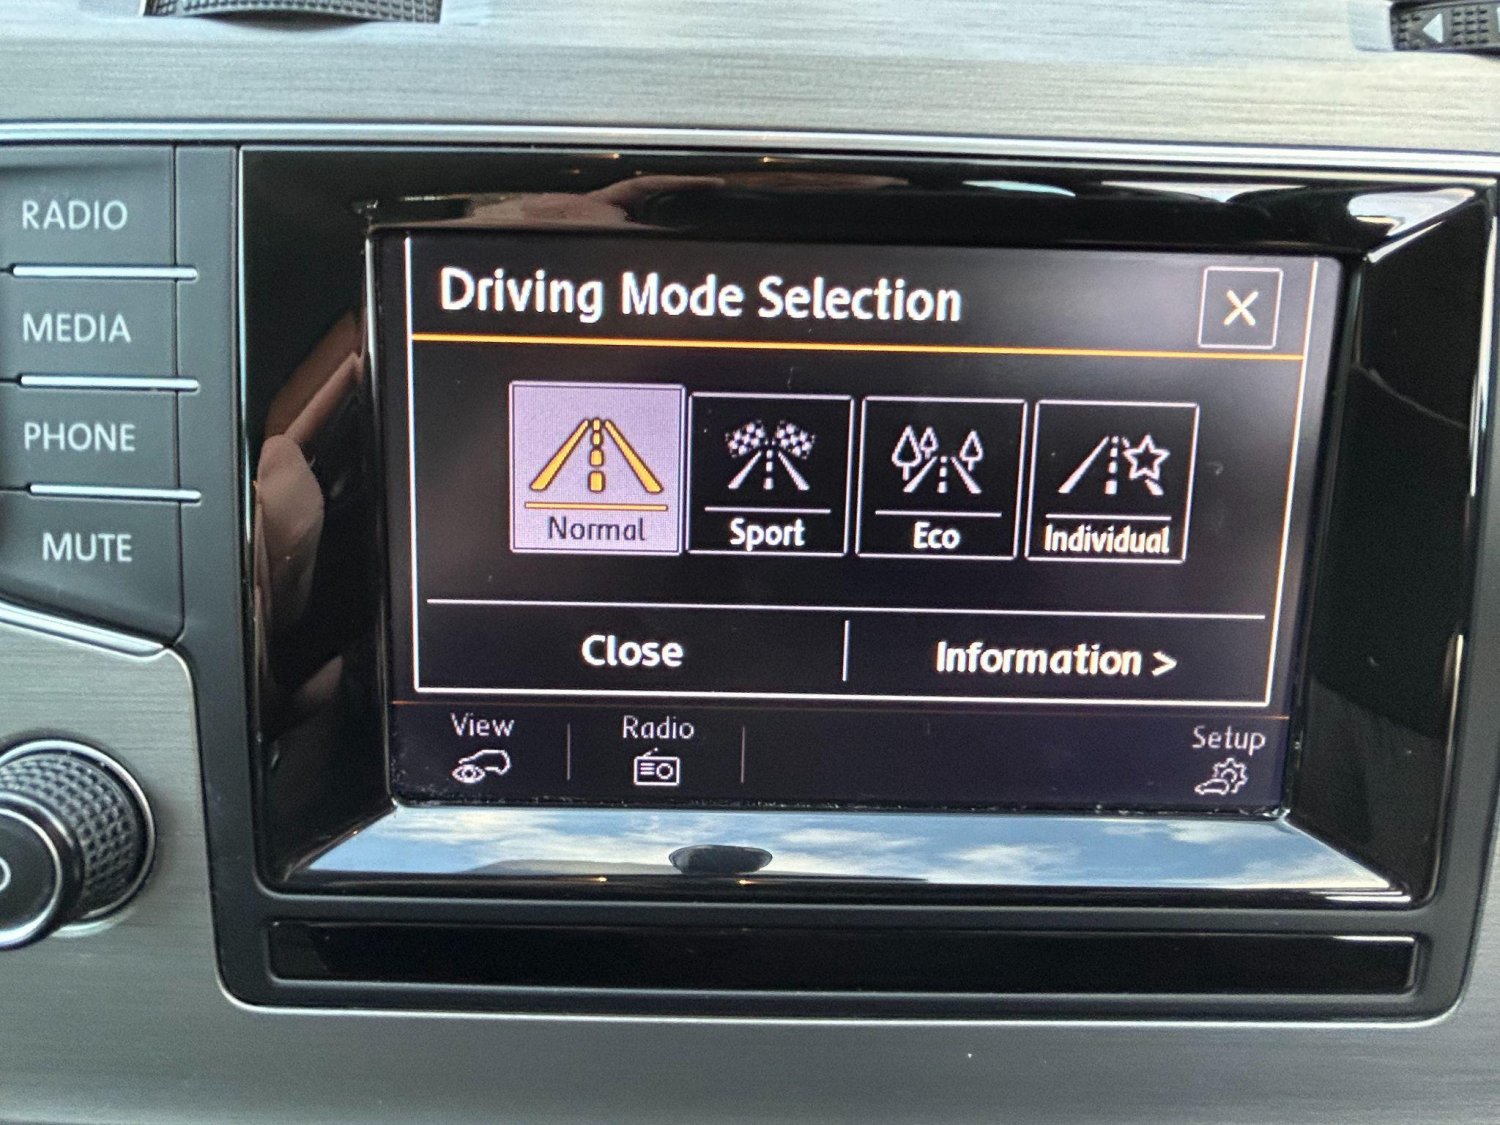 RADIO
MEDIA
PHONE
MUTE
Driving Mode Selection
X
Normal
Sport
Eco
Individual
Close
Information >
View
Radio
Setup